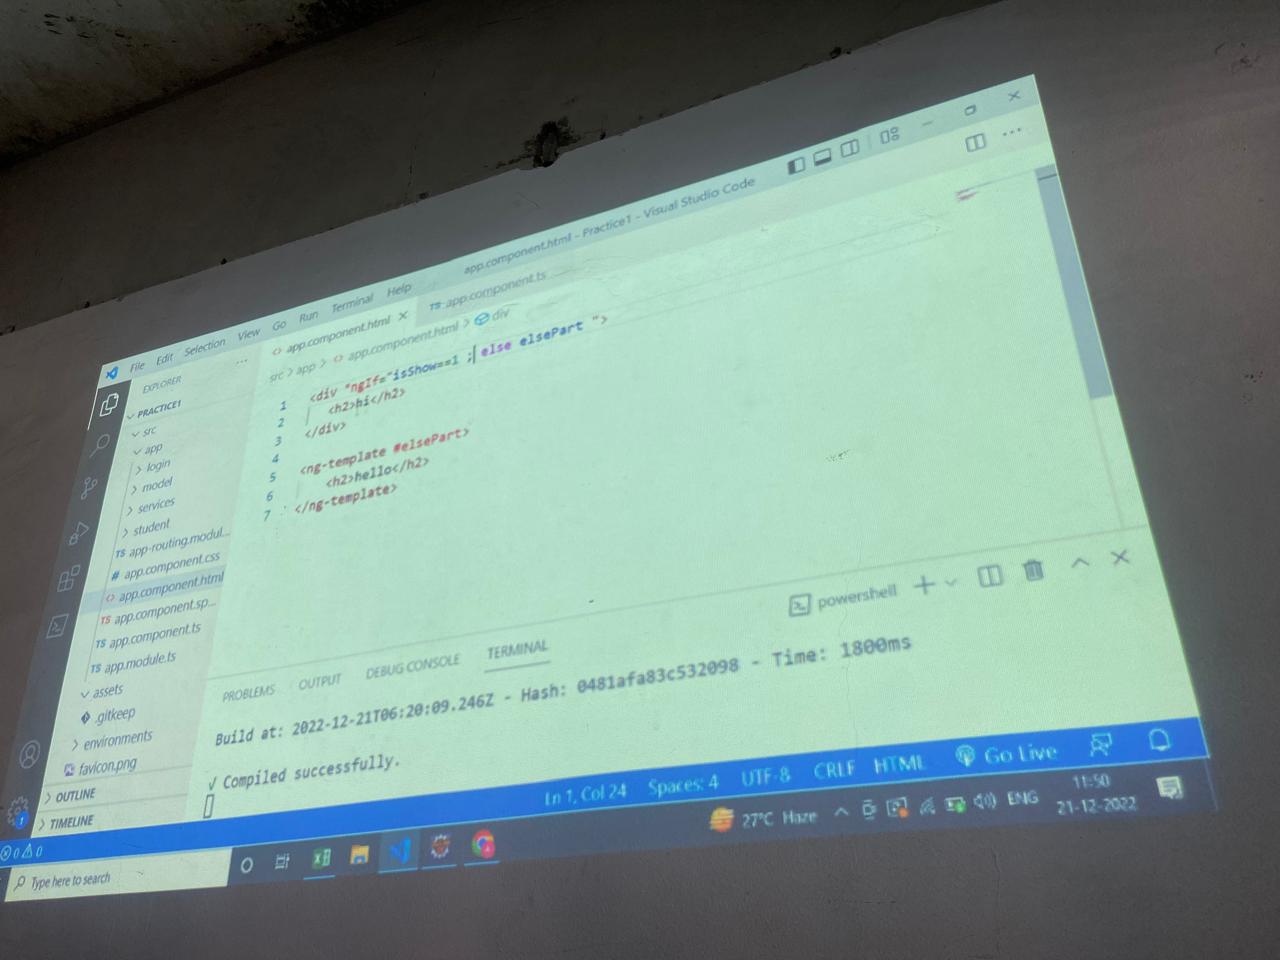 app.component.html - Practice1 - Visual Studio Code
File Edit Selection View Go Run Terminal Help
EXPLORER
app.component.html
TS app.component.ts
src > app > app.component.html > div
PRACTICE1
src
app
login
model
services
student
TS app-routing.modul...
# app.component.css
app.component.html
TS app.component.sp...
TS app.component.ts
TS app.module.ts
assets
.gitkeep
environments
favicon.png
OUTLINE
TIMELINE
1 <div *ngIf="isShow==1 ; else elsePart ">
2 <h2>hi</h2>
3 </div>
4
5 <ng-template #elsePart>
6 <h2>hello</h2>
7 </ng-template>
PROBLEMS OUTPUT DEBUG CONSOLE TERMINAL
powershell
Build at: 2022-12-21T06:20:09.246Z - Hash: 0481afa83c532098 - Time: 1800ms
√ Compiled successfully.
1
0 0
Ln 1, Col 24 Spaces: 4 UTF-8 CRLF HTML Go Live
Type here to search
27°C Haze
ENG
11:50
21-12-2022